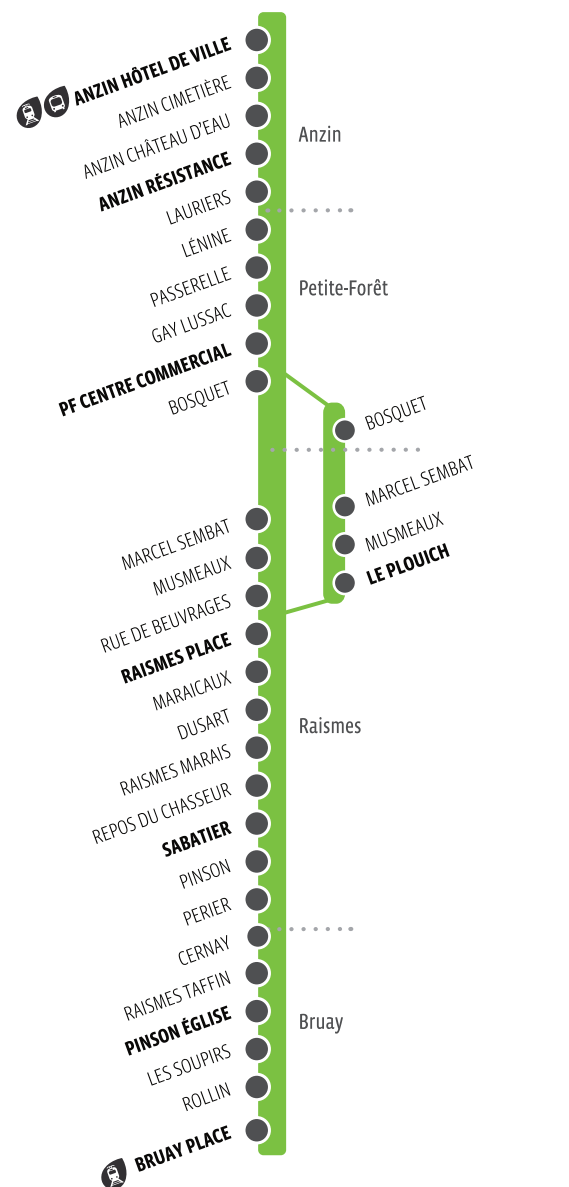 ANZIN HÔTEL DE VILLE
ANZIN CIMETIÈRE
ANZIN CHÂTEAU D'EAU
Anzin
ANZIN RÉSISTANCE
LAURIERS
LÉNINE
PASSERELLE
Petite-Forêt
GAY LUSSAC
PF CENTRE COMMERCIAL
BOSQUET
BOSQUET
MARCEL SEMBAT
MUSMEAUX
LE PLOUICH
MARCEL SEMBAT
MUSMEAUX
RUE DE BEUVRAGES
RAISMES PLACE
MARAICAUX
DUSART
Raismes
RAISMES MARAIS
REPOS DU CHASSEUR
SABATIER
PINSON
PERIER
CERNAY
RAISMES TAFFIN
PINSON ÉGLISE
Bruay
LES SOUPIRS
ROLLIN
BRUAY PLACE